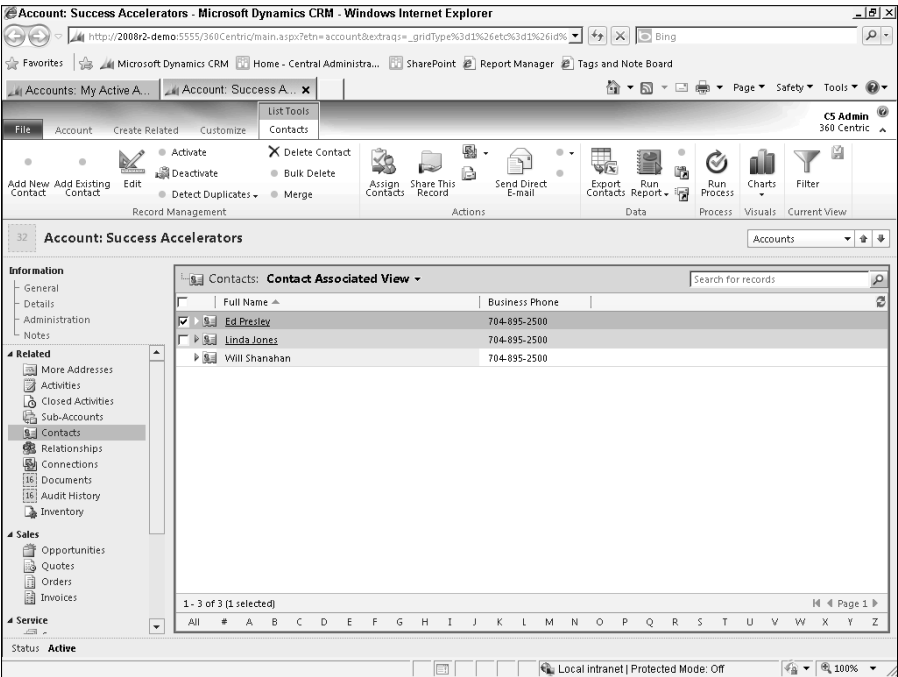 Account: Success Accelerators - Microsoft Dynamics CRM - Windows Internet Explorer
http://2008r2-demo:5555/360Centric/main.aspx?etn=account&extraqs=_gridType%3d1%26etc%3d1%26id%
Bing
Favorites Microsoft Dynamics CRM Home - Central Administra... SharePoint Report Manager Tags and Note Board
Accounts: My Active A... Account: Success A... Page Safety Tools
List Tools
File Account Create Related Customize Contacts
C5 Admin
360 Centric
Add New Contact
Add Existing Contact
Edit
Activate
Deactivate
Detect Duplicates
Delete Contact
Bulk Delete
Merge
Assign Contacts
Share This Record
Send Direct E-mail
Export Contacts
Run Report
Run Process
Charts
Filter
Record Management Actions Data Process Visuals Current View
32 Account: Success Accelerators
Accounts
Information
General
Details
Administration
Notes
Related
More Addresses
Activities
Closed Activities
Sub-Accounts
Contacts
Relationships
Connections
16 Documents
16 Audit History
Inventory
Sales
Opportunities
Quotes
Orders
Invoices
Service
Contacts: Contact Associated View
Search for records
Full Name Business Phone
Ed Presley 704-895-2500
Linda Jones 704-895-2500
Will Shanahan 704-895-2500
1 - 3 of 3 (1 selected) Page 1
All # A B C D E F G H I J K L M N O P Q R S T U V W X Y Z
Status Active
Local intranet | Protected Mode: Off 100%